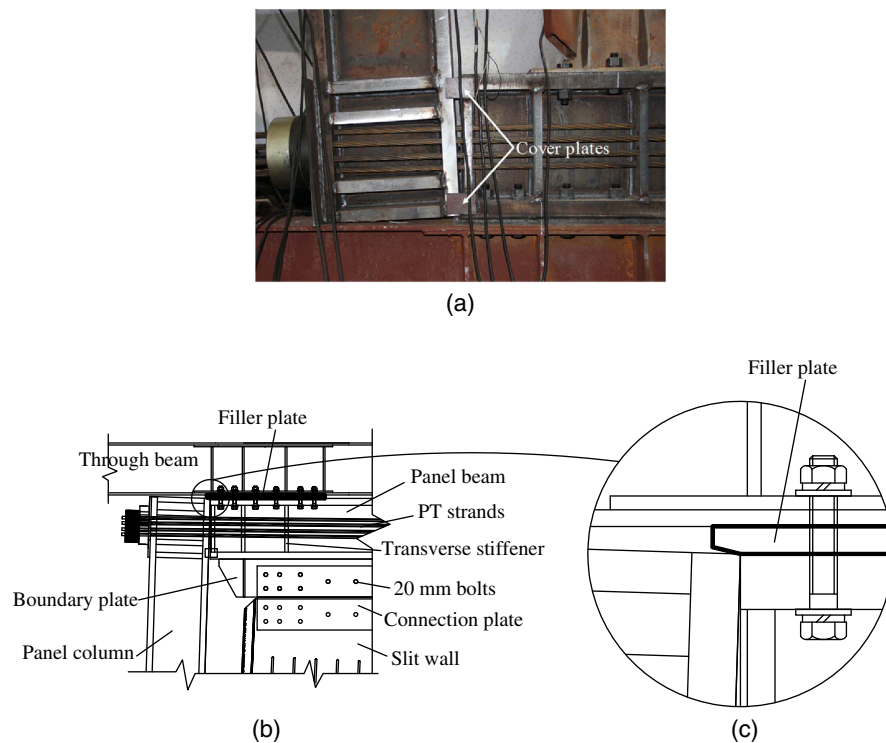 Cover plates
(a)
Filler plate
Through beam
Panel beam
PT strands
Transverse stiffener
Boundary plate
20 mm bolts
Connection plate
Panel column
Slit wall
(b)
Filler plate
(c)